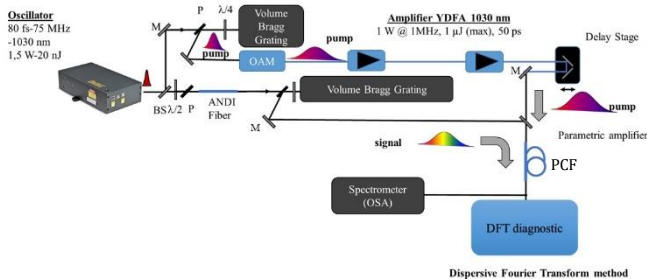 Oscillator
80 fs-75 MHz
-1030 nm
1,5 W-20 nJ
M
P
λ/4
Volume
Bragg
Grating
pump
pump
OAM
Amplifier YDFA 1030 nm
1 W @ 1MHz, 1 μJ (max), 50 ps
Delay Stage
M
pump
BS λ/2
P
ANDI
Fiber
M
Volume Bragg Grating
Parametric amplifier
signal
PCF
Spectrometer
(OSA)
DFT diagnostic
Dispersive Fourier Transform method